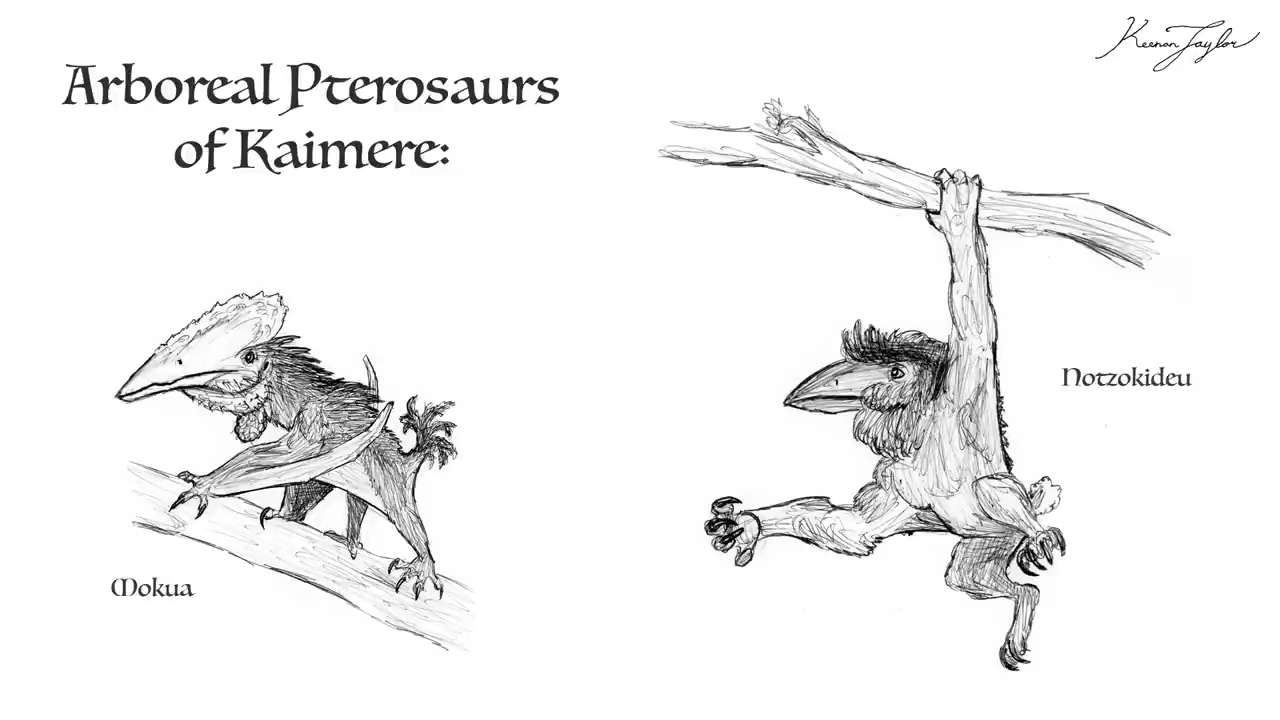 Keenan Taylor
Arboreal Pterosaurs
of Kaimere:
Notzokideu
Mokua